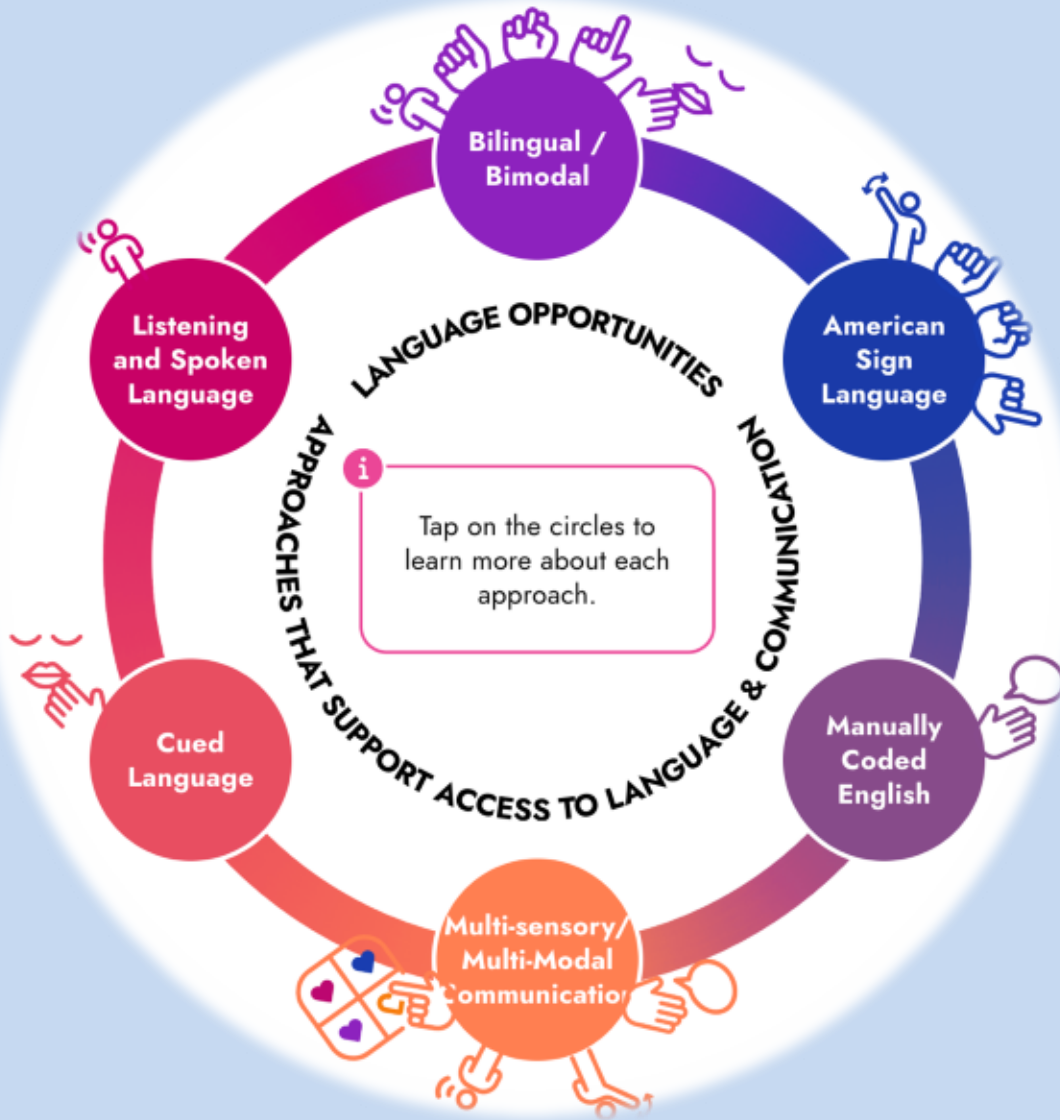 Bilingual /
Bimodal
American
Sign
Language
Manually
Coded
English
Multi-sensory/
Multi-Modal
Communication
Cued
Language
Listening
and Spoken
Language
LANGUAGE OPPORTUNITIES
APPROACHES THAT SUPPORT ACCESS TO LANGUAGE & COMMUNICATION
i
Tap on the circles to
learn more about each
approach.